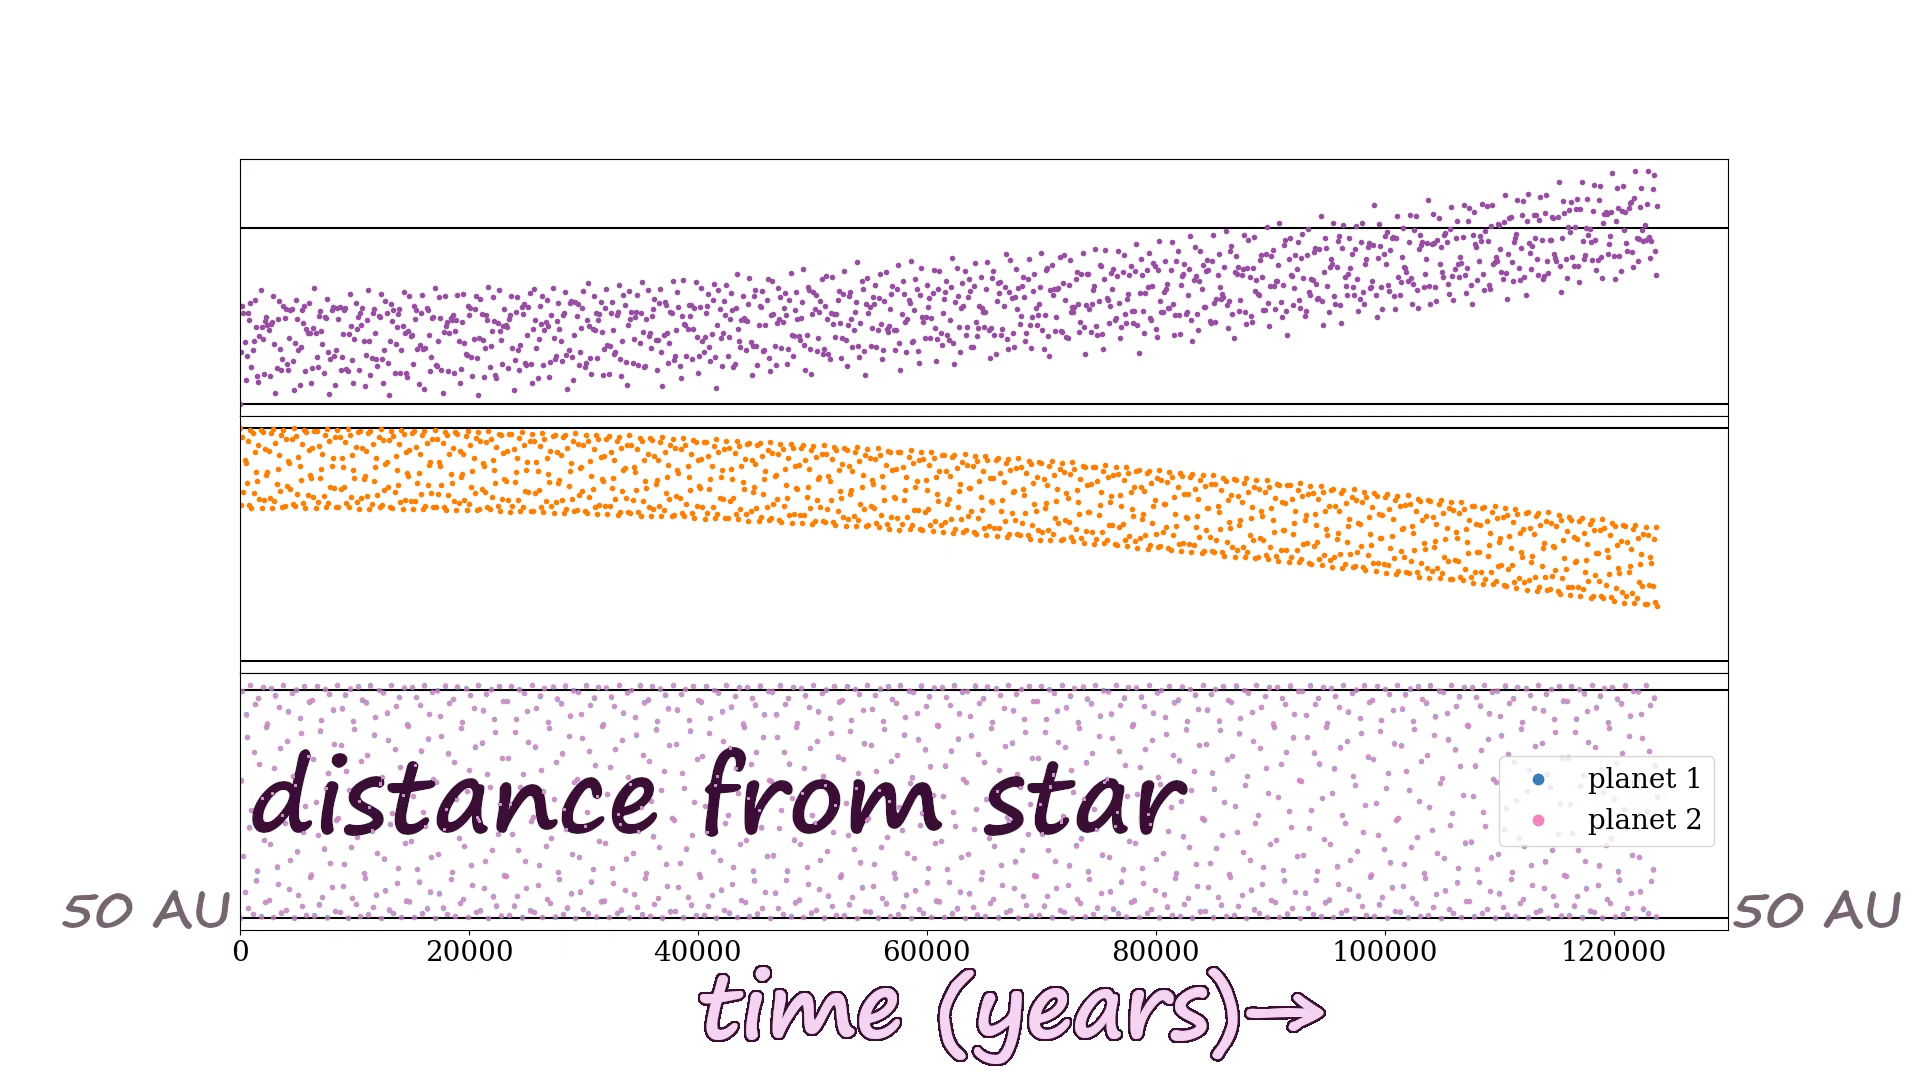 distance from star
planet 1
planet 2
50 AU
50 AU
0 20000 40000 60000 80000 100000 120000
time (years)→